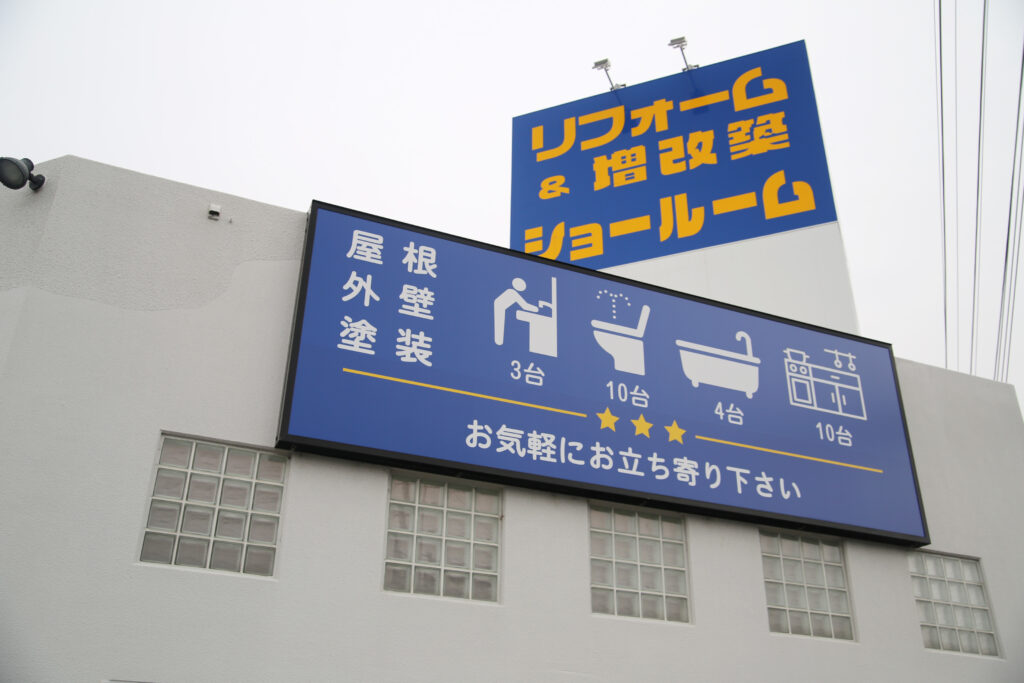 リフォーム
& 増改築
ショールーム
屋根
外壁
塗装
3台
10台
4台
10台
お気軽にお立ち寄り下さい